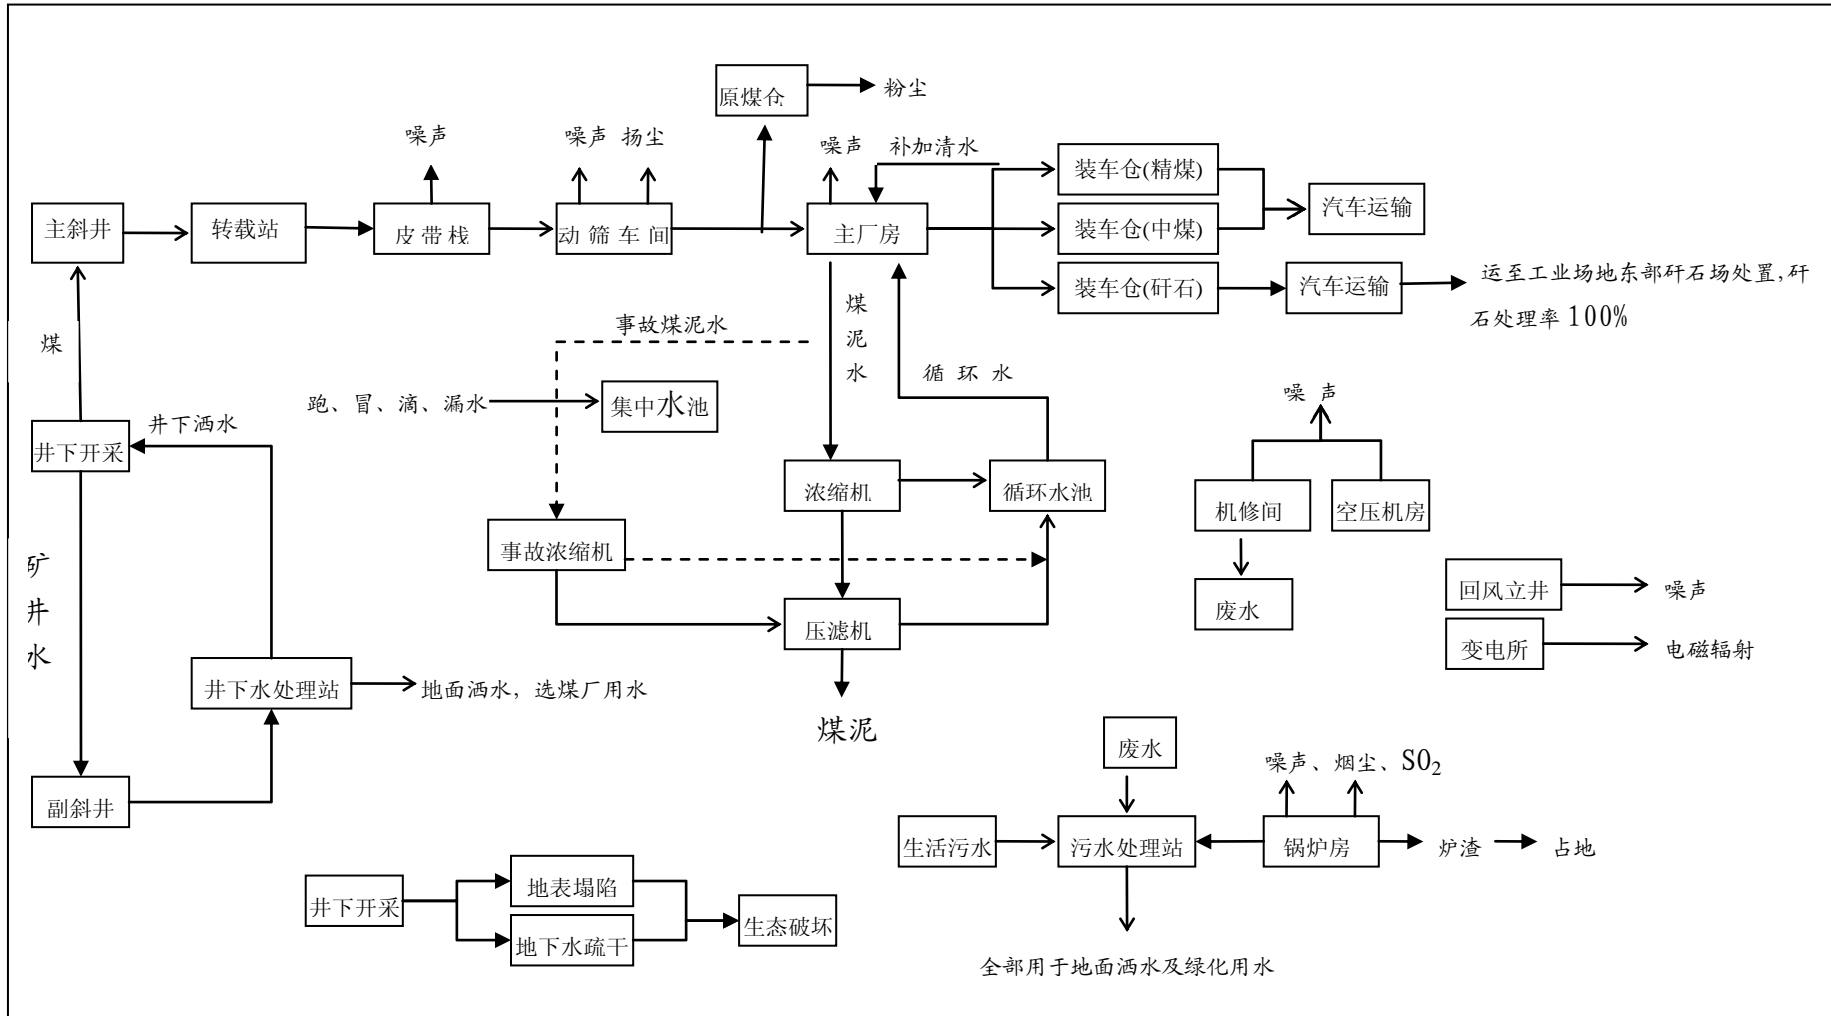 原煤仓
粉尘
噪声
噪声 扬尘
噪声
补加清水
装车仓(精煤)
汽车运输
主斜井
转载站
皮带栈
动筛车间
主厂房
装车仓(中煤)
装车仓(矸石)
汽车运输
运至工业场地东部矸石场处置,矸
石处理率 100%
煤
事故煤泥水
煤
泥
水
循环水
跑、冒、滴、漏水
集中水池
噪声
井下洒水
井下开采
浓缩机
循环水池
机修间
空压机房
事故浓缩机
矿
井
水
回风立井
噪声
废水
压滤机
变电所
电磁辐射
井下水处理站
地面洒水，选煤厂用水
煤泥
废水
噪声、烟尘、SO₂
副斜井
生活污水
污水处理站
锅炉房
炉渣
占地
地表塌陷
井下开采
生态破坏
地下水疏干
全部用于地面洒水及绿化用水